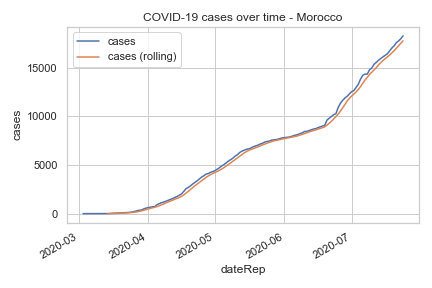 COVID-19 cases over time - Morocco
cases
cases (rolling)
15000
10000
5000
0
cases
2020-03
2020-04
2020-05
2020-06
2020-07
dateRep